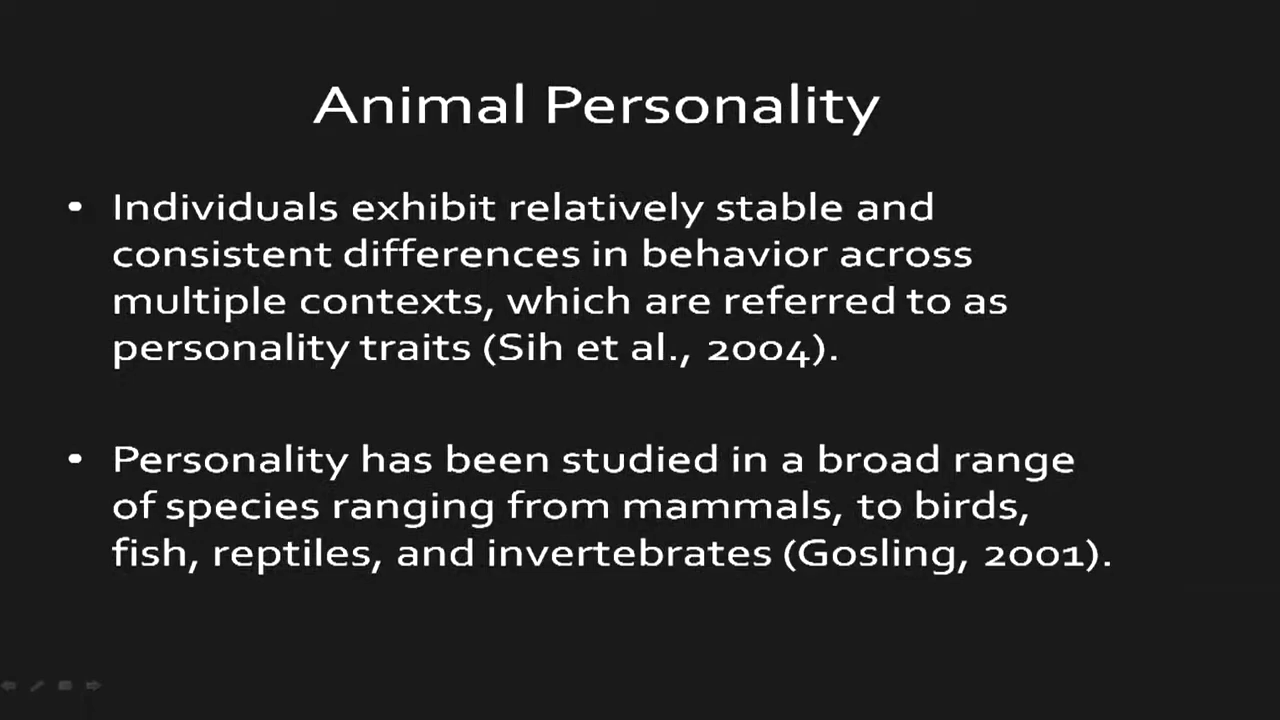 Animal Personality
• Individuals exhibit relatively stable and
consistent differences in behavior across
multiple contexts, which are referred to as
personality traits (Sih et al., 2004).
• Personality has been studied in a broad range
of species ranging from mammals, to birds,
fish, reptiles, and invertebrates (Gosling, 2001).